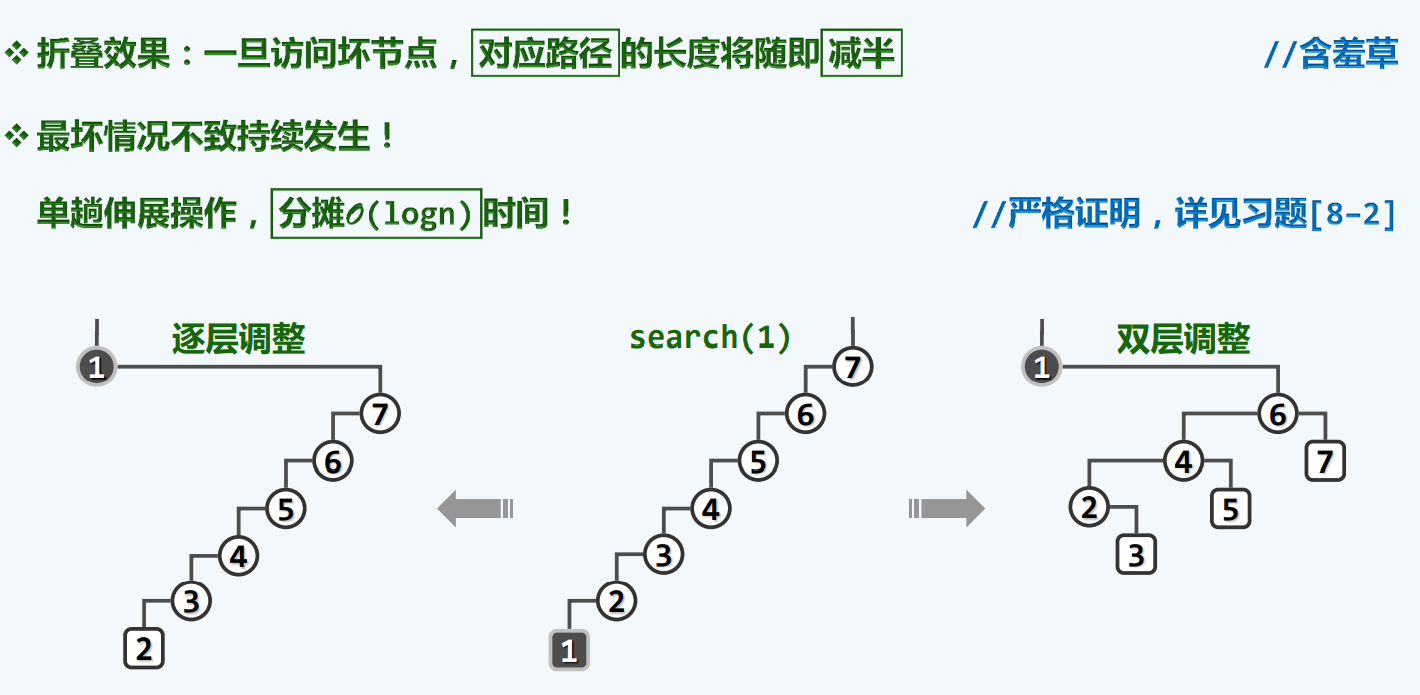 ❖ 折叠效果：一旦访问坏节点，对应路径的长度将随即减半 //含羞草
❖ 最坏情况不致持续发生！
单趟伸展操作，分摊O(logn)时间！ //严格证明，详见习题[8-2]
逐层调整 search(1) 双层调整
1 7 1
7 6 6
6 5 4 7
5 4 2 5
4 3 3
3 2
2 1